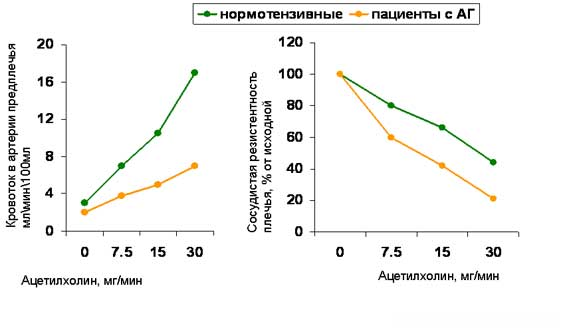 нормотензивные пациенты с АГ
Кровоток в артерии предплечья
мл\мин\100мл
20
16
12
8
4
0
0 7.5 15 30
Ацетилхолин, мг/мин
Сосудистая резистентность
плечья, % от исходной
120
100
80
60
40
20
0
0 7.5 15 30
Ацетилхолин, мг/мин